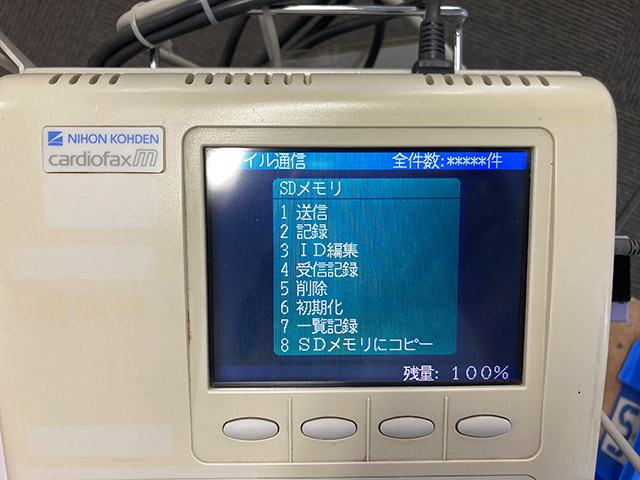 NIHON KOHDEN
cardiofax m
イル通信 全件数:*****件
SDメモリ
1 送信
2 記録
3 ID編集
4 受信記録
5 削除
6 初期化
7 一覧記録
8 SDメモリにコピー
残量: 100%